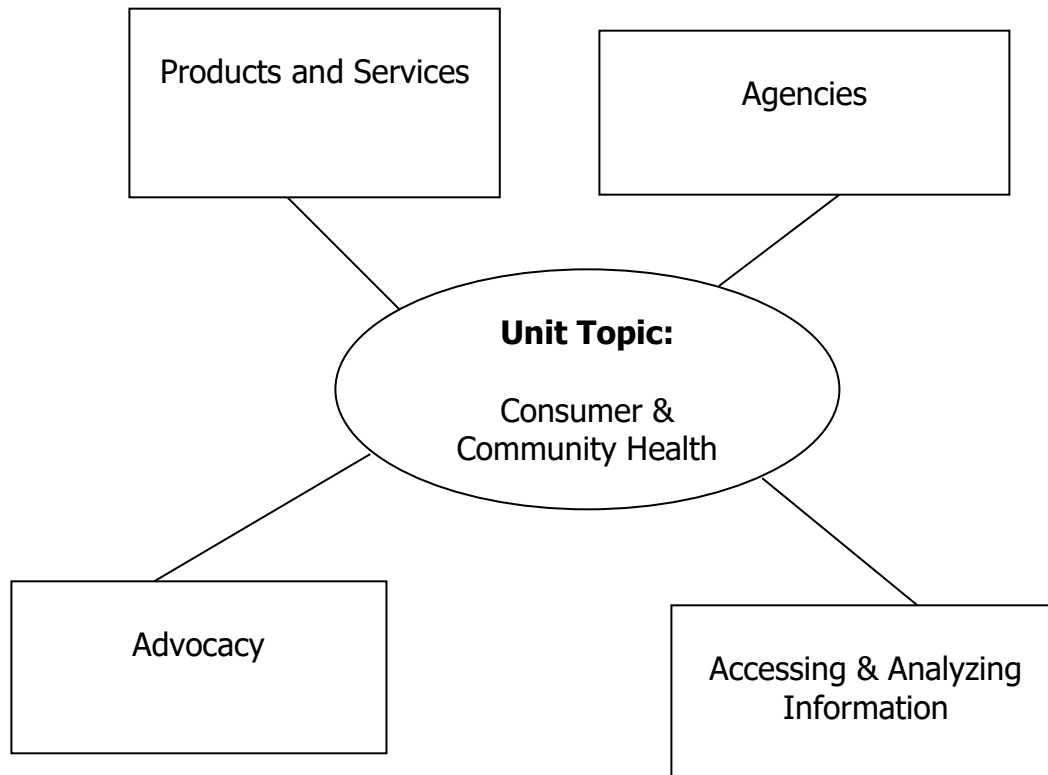 Products and Services
Agencies
Unit Topic:
Consumer &
Community Health
Advocacy
Accessing & Analyzing
Information